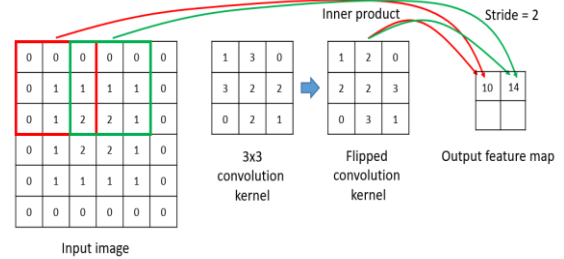 Inner product
Stride = 2
0 0 0 0 0 0
0 1 1 1 1 0
0 1 2 2 1 0
0 1 2 2 1 0
0 1 1 1 1 0
0 0 0 0 0 0
Input image
1 3 0
3 2 2
0 2 1
3x3
convolution
kernel
1 2 0
2 2 3
0 3 1
Flipped
convolution
kernel
10 14
Output feature map